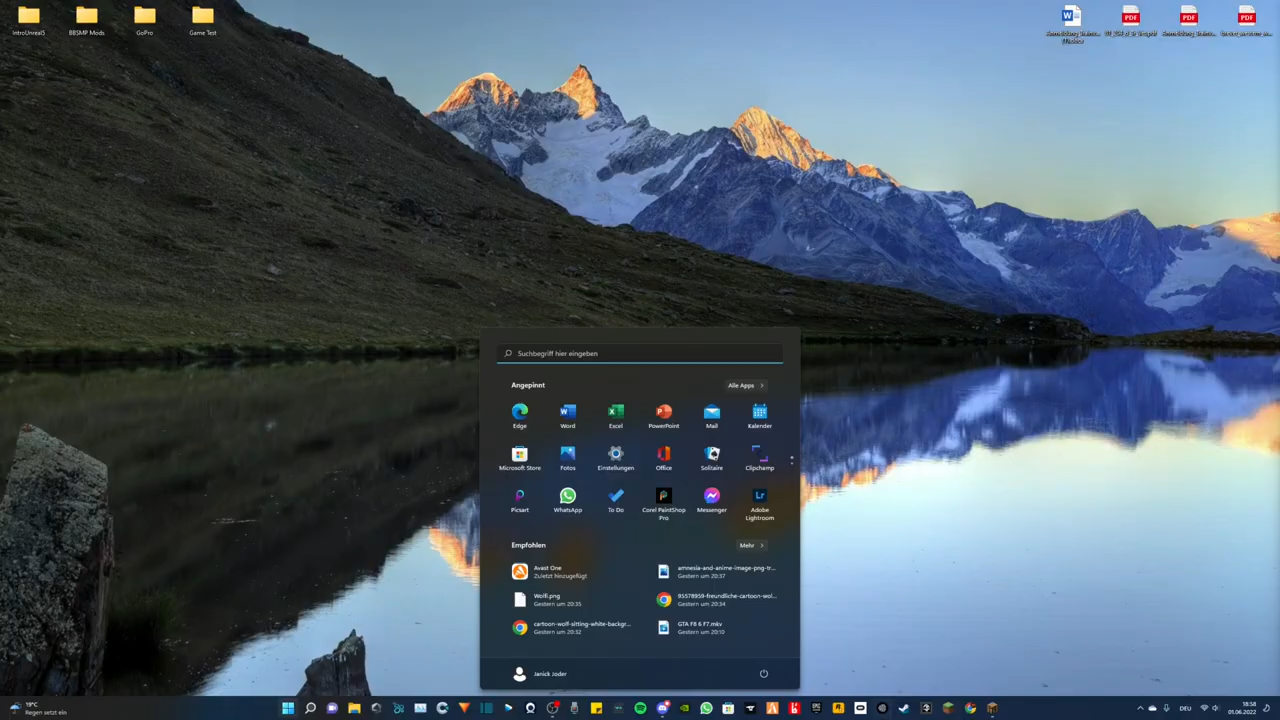 IntroUnreal5
BBSMP Mods
GoPro
Game Test
Suchbegriff hier eingeben
Angepinnt
Alle Apps
Edge
Word
Excel
PowerPoint
Mail
Kalender
Microsoft Store
Fotos
Einstellungen
Office
Solitaire
Clipchamp
Picsart
WhatsApp
To Do
Corel PaintShop
Pro
Messenger
Adobe
Lightroom
Empfohlen
Mehr
Avast One
Zuletzt hinzugefügt
amnesia-and-anime-image-png-tr...
Gestern um 20:37
Wolfi.png
Gestern um 20:35
95578959-freundliche-cartoon-wol...
Gestern um 20:34
cartoon-wolf-sitting-white-backgr...
Gestern um 20:32
GTA F8 6 F7.mkv
Gestern um 20:10
Janick Joder
19°C
Regen setzt ein
DEU
18:58
01.06.2022